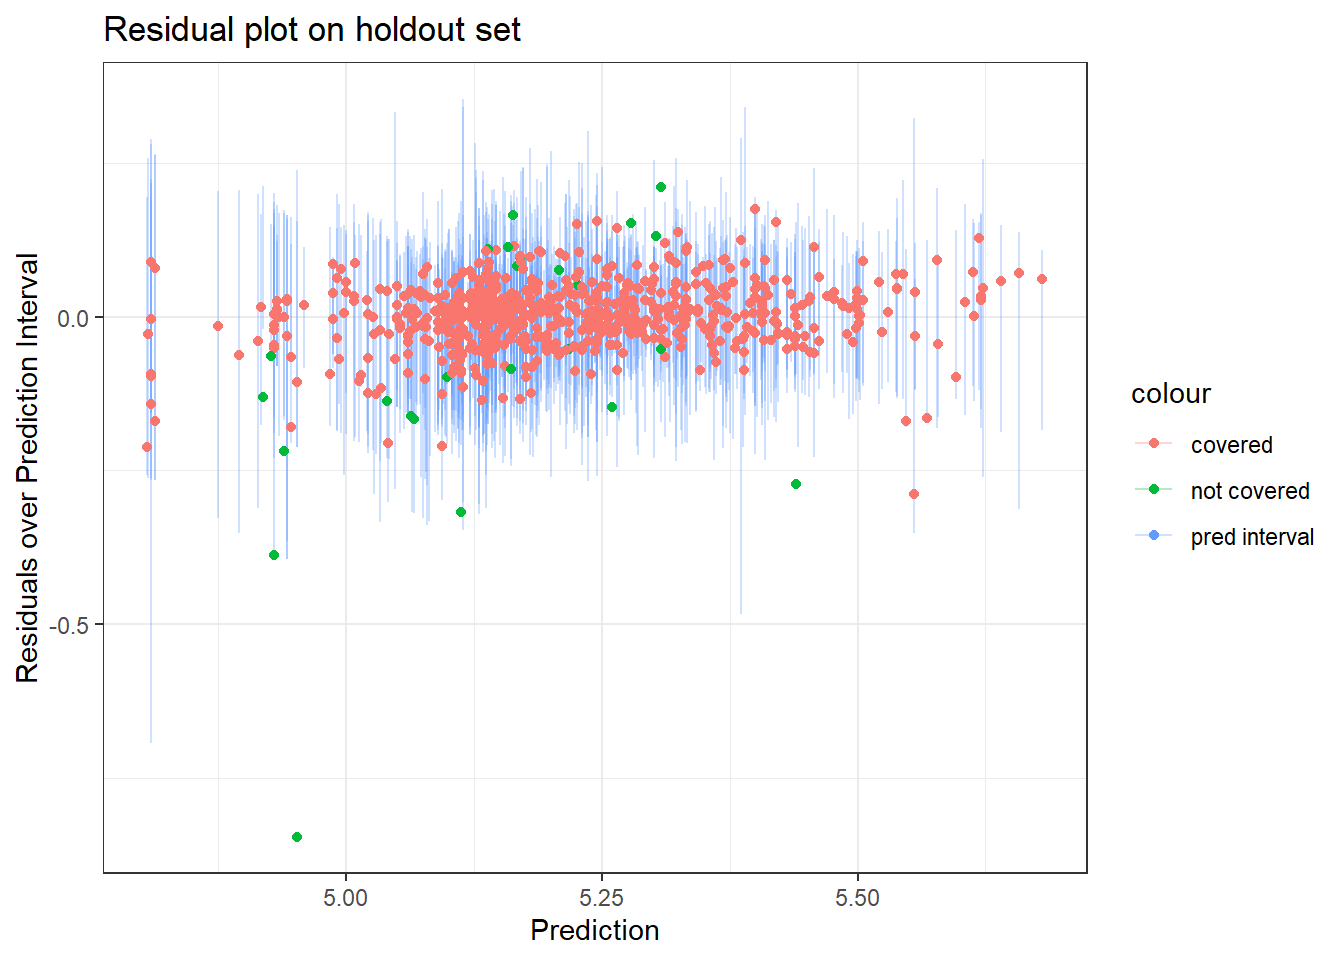 Residual plot on holdout set
Residuals over Prediction Interval
0.0
-0.5
5.00
5.25
5.50
Prediction
colour
covered
not covered
pred interval